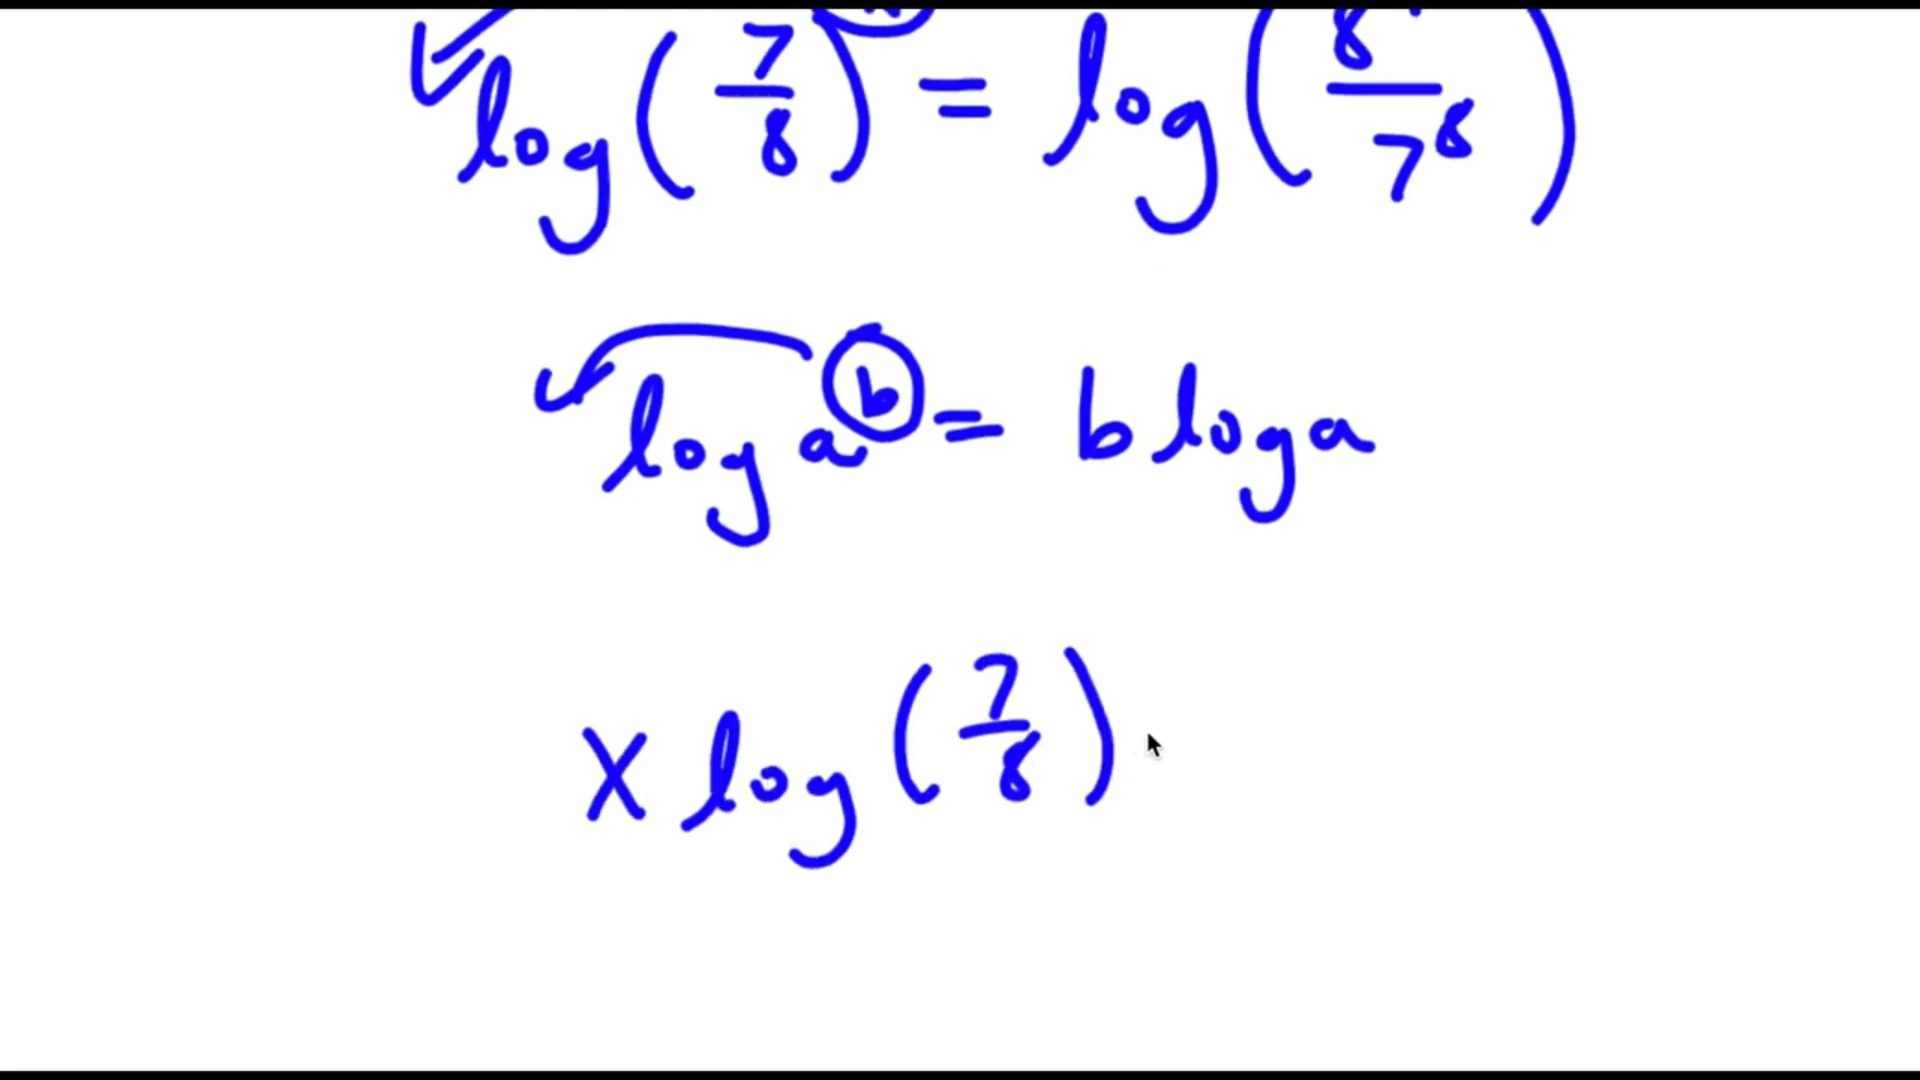 log(7/8) = log(8/7^8)
log a^b = b log a
x log(7/8)